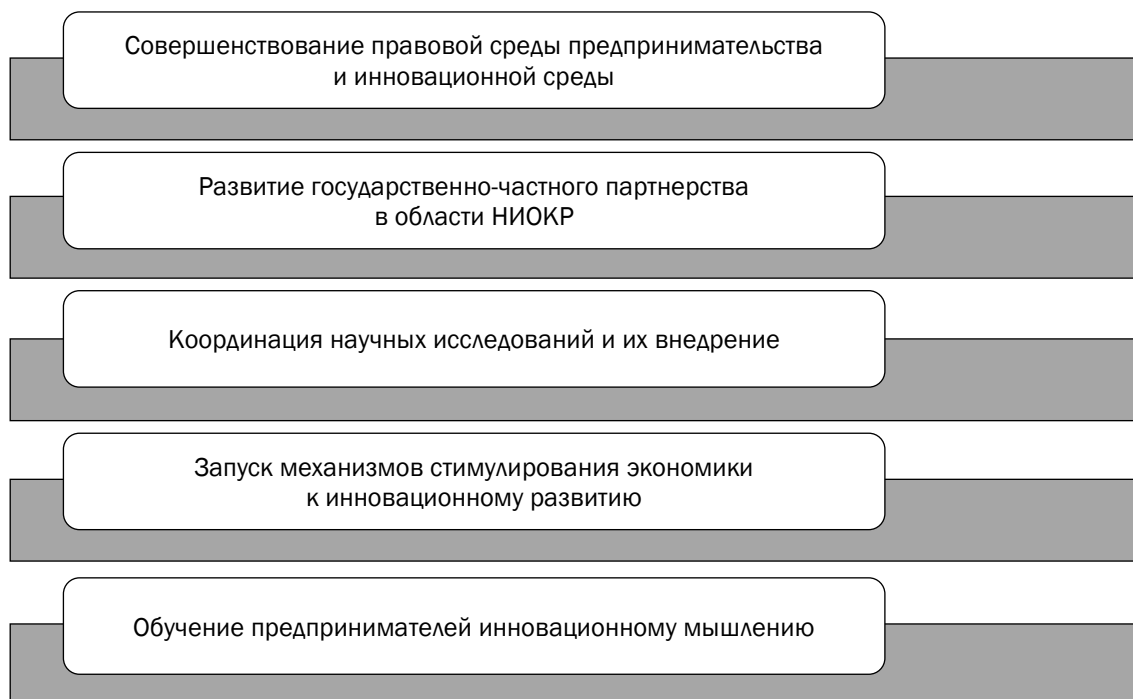 Совершенствование правовой среды предпринимательства
и инновационной среды
Развитие государственно-частного партнерства
в области НИОКР
Координация научных исследований и их внедрение
Запуск механизмов стимулирования экономики
к инновационному развитию
Обучение предпринимателей инновационному мышлению